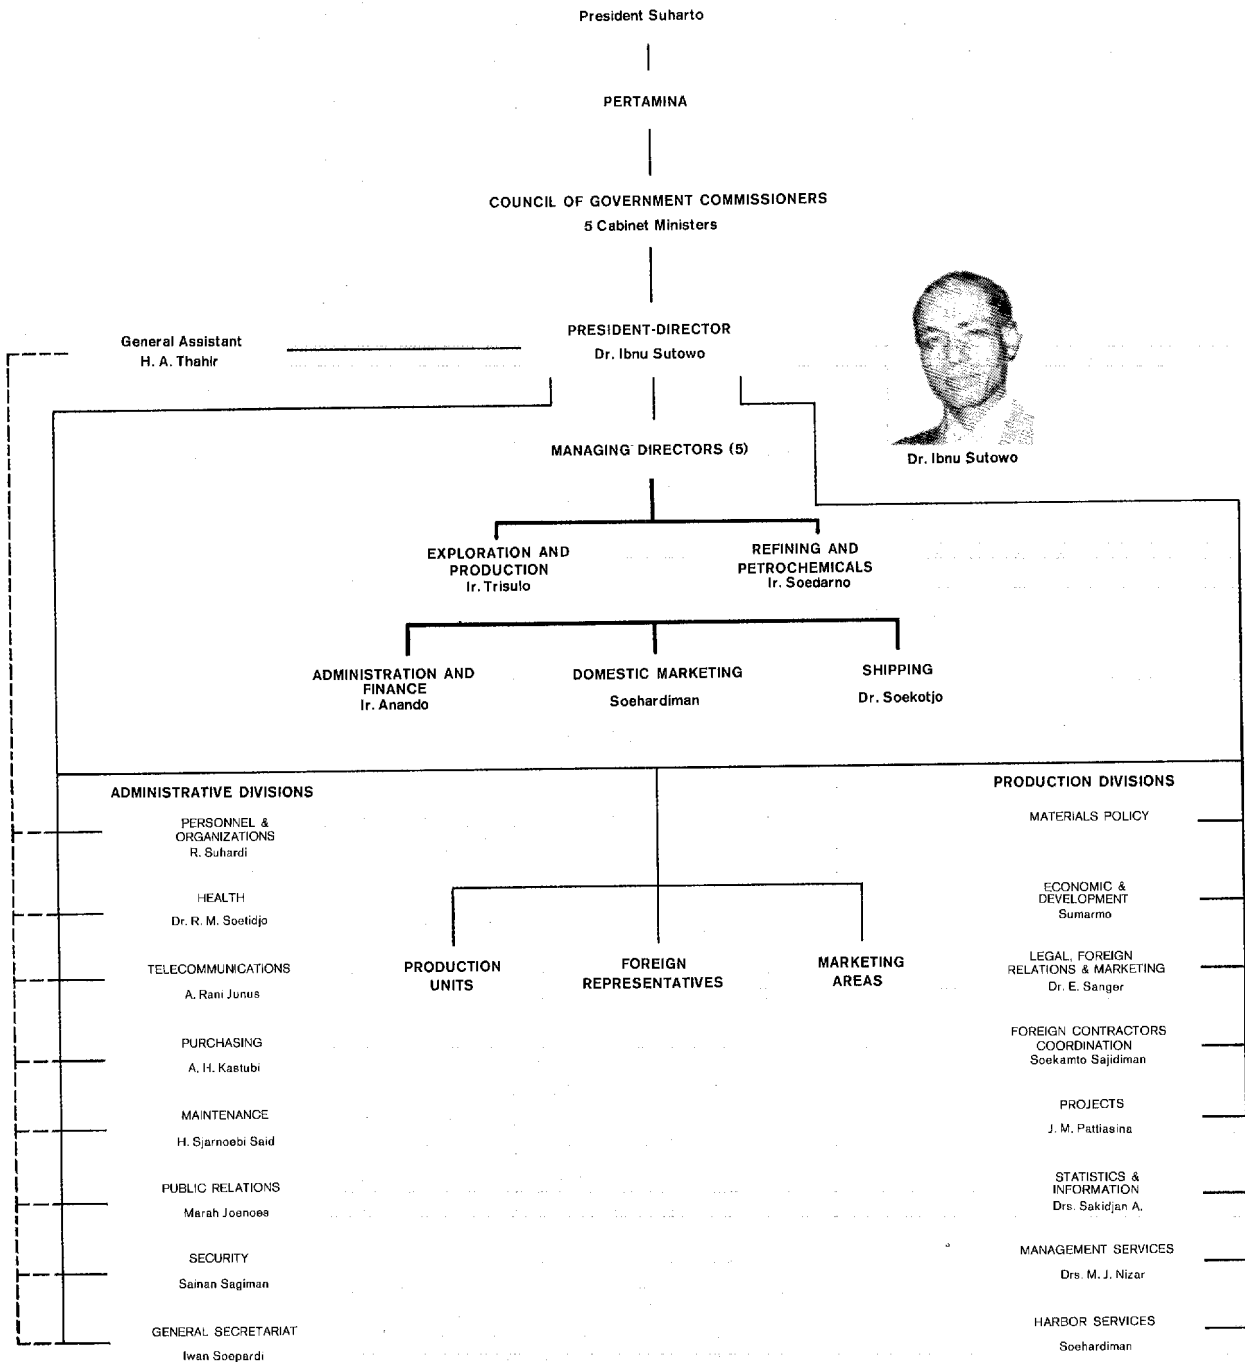 President Suharto
PERTAMINA
COUNCIL OF GOVERNMENT COMMISSIONERS
5 Cabinet Ministers
PRESIDENT-DIRECTOR
Dr. Ibnu Sutowo
General Assistant
H. A. Thahir
Dr. Ibnu Sutowo
MANAGING DIRECTORS (5)
EXPLORATION AND
PRODUCTION
Ir. Trisulo
REFINING AND
PETROCHEMICALS
Ir. Soedarno
ADMINISTRATION AND
FINANCE
Ir. Anando
DOMESTIC MARKETING
Soehardiman
SHIPPING
Dr. Soekotjo
ADMINISTRATIVE DIVISIONS
PERSONNEL &
ORGANIZATIONS
R. Suhardi
HEALTH
Dr. R. M. Soetidjo
TELECOMMUNICATIONS
A. Rani Junus
PURCHASING
A. H. Kastubi
MAINTENANCE
H. Sjarnoebi Said
PUBLIC RELATIONS
Marah Joenoes
SECURITY
Sainan Sagiman
GENERAL SECRETARIAT
Iwan Soepardi
PRODUCTION
UNITS
FOREIGN
REPRESENTATIVES
MARKETING
AREAS
PRODUCTION DIVISIONS
MATERIALS POLICY
ECONOMIC &
DEVELOPMENT
Sumarmo
LEGAL, FOREIGN
RELATIONS & MARKETING
Dr. E. Sanger
FOREIGN CONTRACTORS
COORDINATION
Soekamto Sajidiman
PROJECTS
J. M. Pattiasina
STATISTICS &
INFORMATION
Drs. Sakidjan A.
MANAGEMENT SERVICES
Drs. M. J. Nizar
HARBOR SERVICES
Soehardiman